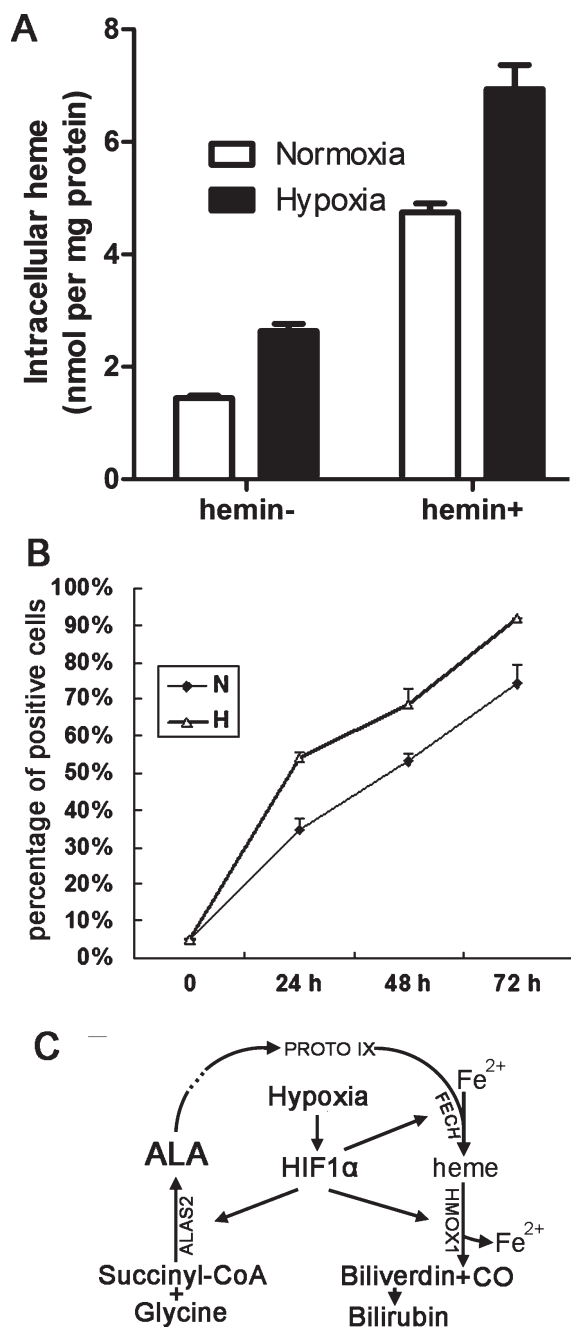 A
Intracellular heme
(nmol per mg protein)
8
6
4
2
0
Normoxia
Hypoxia
hemin-
hemin+
B
percentage of positive cells
100%
90%
80%
70%
60%
50%
40%
30%
20%
10%
0%
N
H
0
24 h
48 h
72 h
C
PROTO IX
Fe2+
Hypoxia
FECH
ALA
HIF1α
heme
ALAS2
HMOX1
Fe2+
Succinyl-CoA
+
Glycine
Biliverdin+CO
Bilirubin